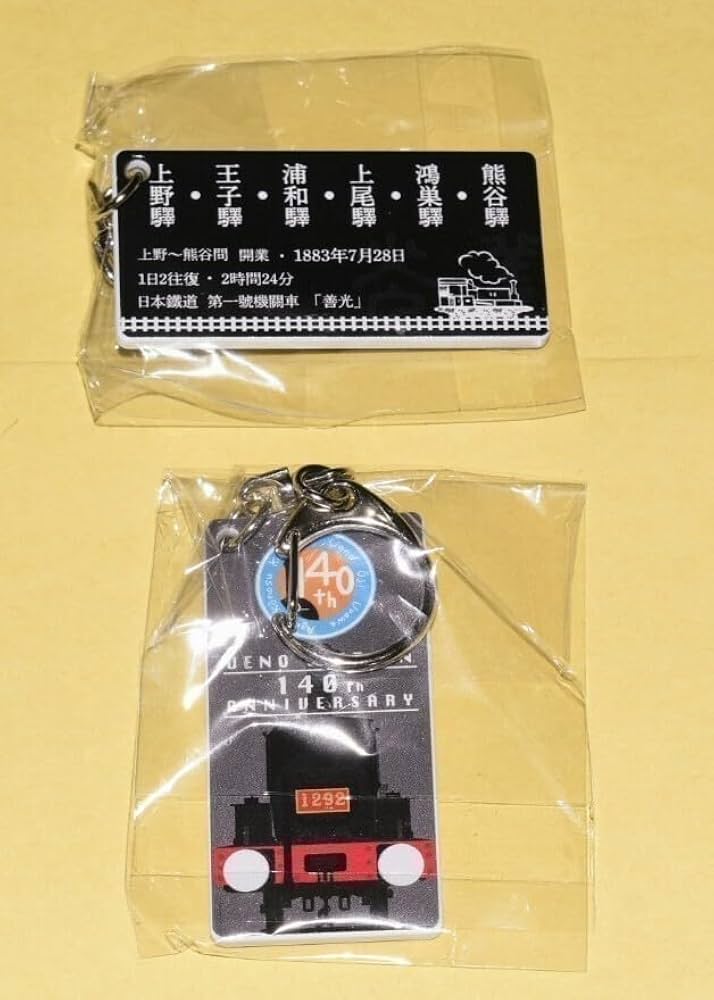 上野驛・王子驛・浦和驛・上尾驛・鴻巣驛・熊谷驛
上野～熊谷問 開業・1883年7月28日
1日2往復・2時間24分
日本鐵道 第一號機關車 「善光」
140
th
UENO
140TH
ANNIVERSARY
1292